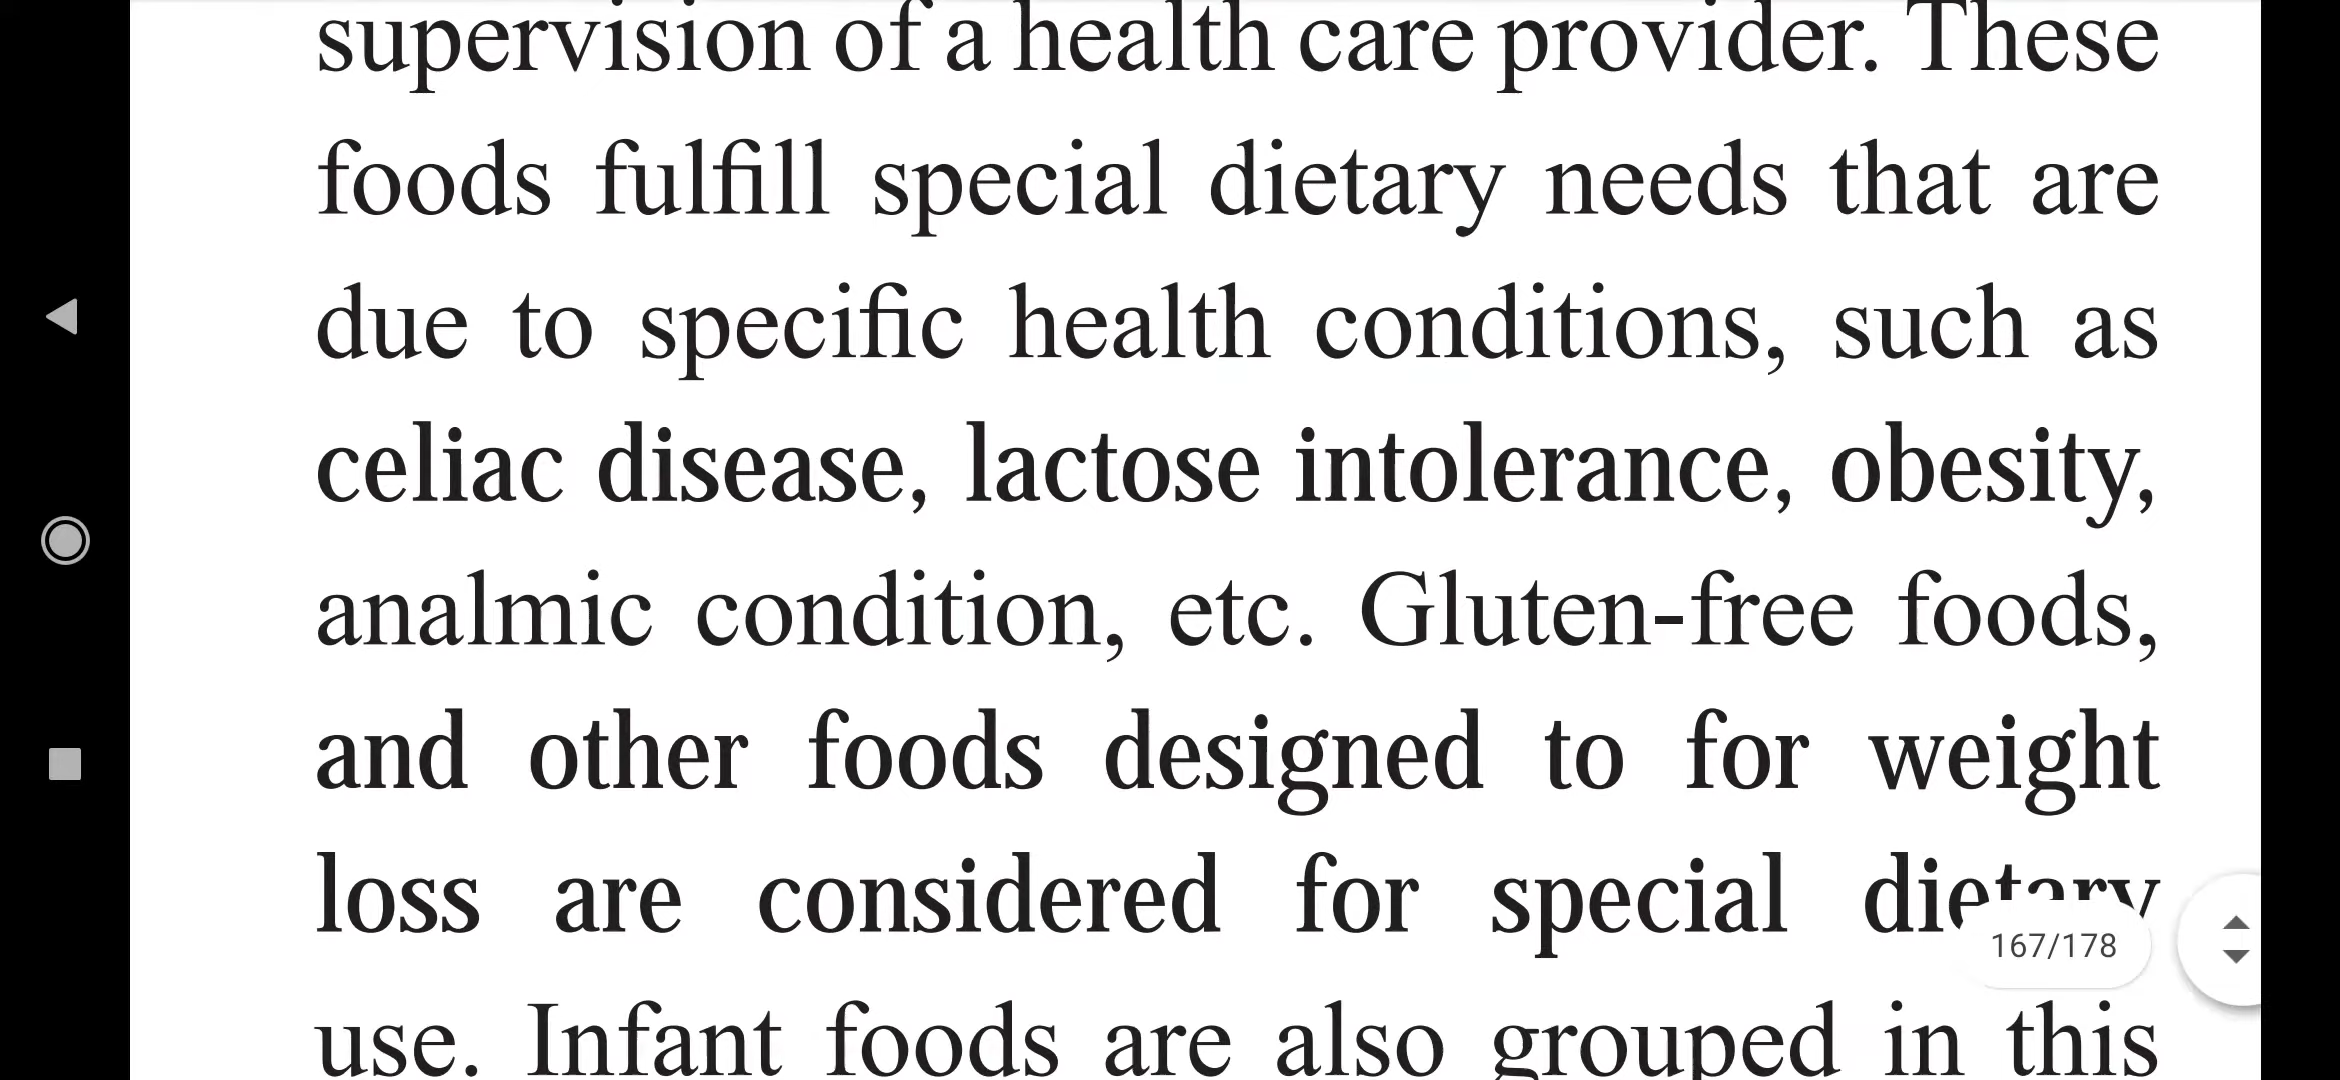 supervision of a health care provider. These
foods fulfill special dietary needs that are
due to specific health conditions, such as
celiac disease, lactose intolerance, obesity,
analmic condition, etc. Gluten-free foods,
and other foods designed to for weight
loss are considered for special dietary
167/178
use. Infant foods are also grouped in this